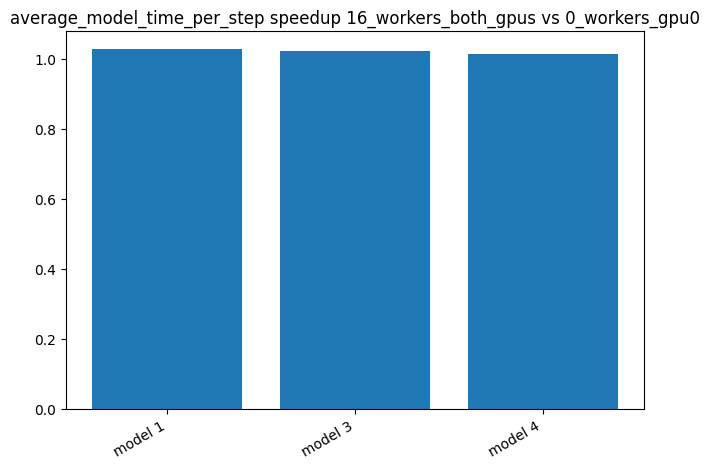 average_model_time_per_step speedup 16_workers_both_gpus vs 0_workers_gpu0
1.0
0.8
0.6
0.4
0.2
0.0
model 1
model 3
model 4